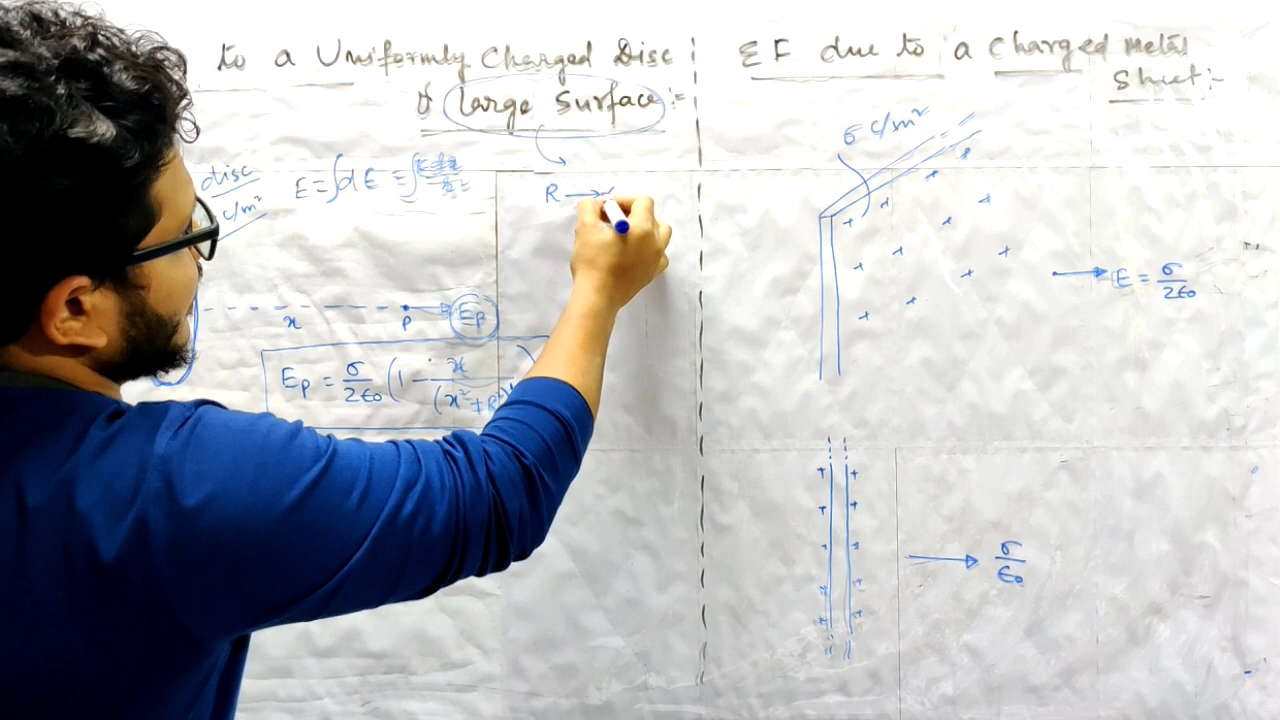 to a Uniformly Charged Disc
& Large Surface:-
disc
c/m²
E = ∫dE =
R →
x
P
Ep
Ep = σ/2ϵ₀ (1 - x/(x²+R
EF due to a Charged Metal
Sheet:-
σ c/m²
E = σ/2ϵ₀
σ/ϵ₀